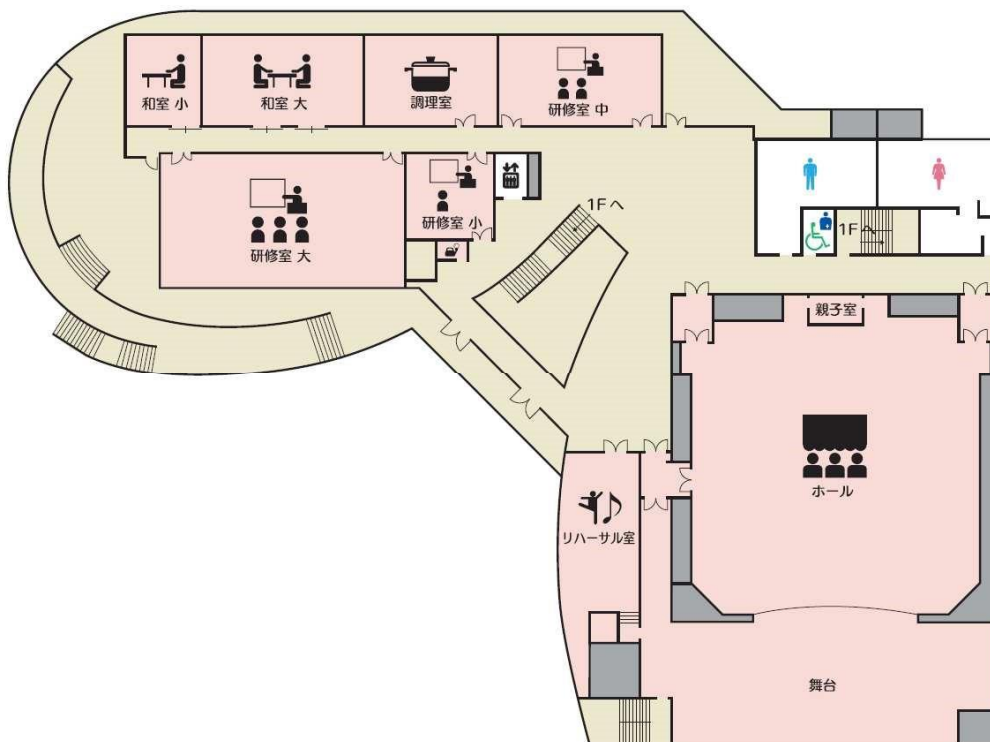 和室 小
和室 大
調理室
研修室 中
研修室 大
研修室 小
1Fへ
1Fへ
親子室
ホール
リハーサル室
舞台